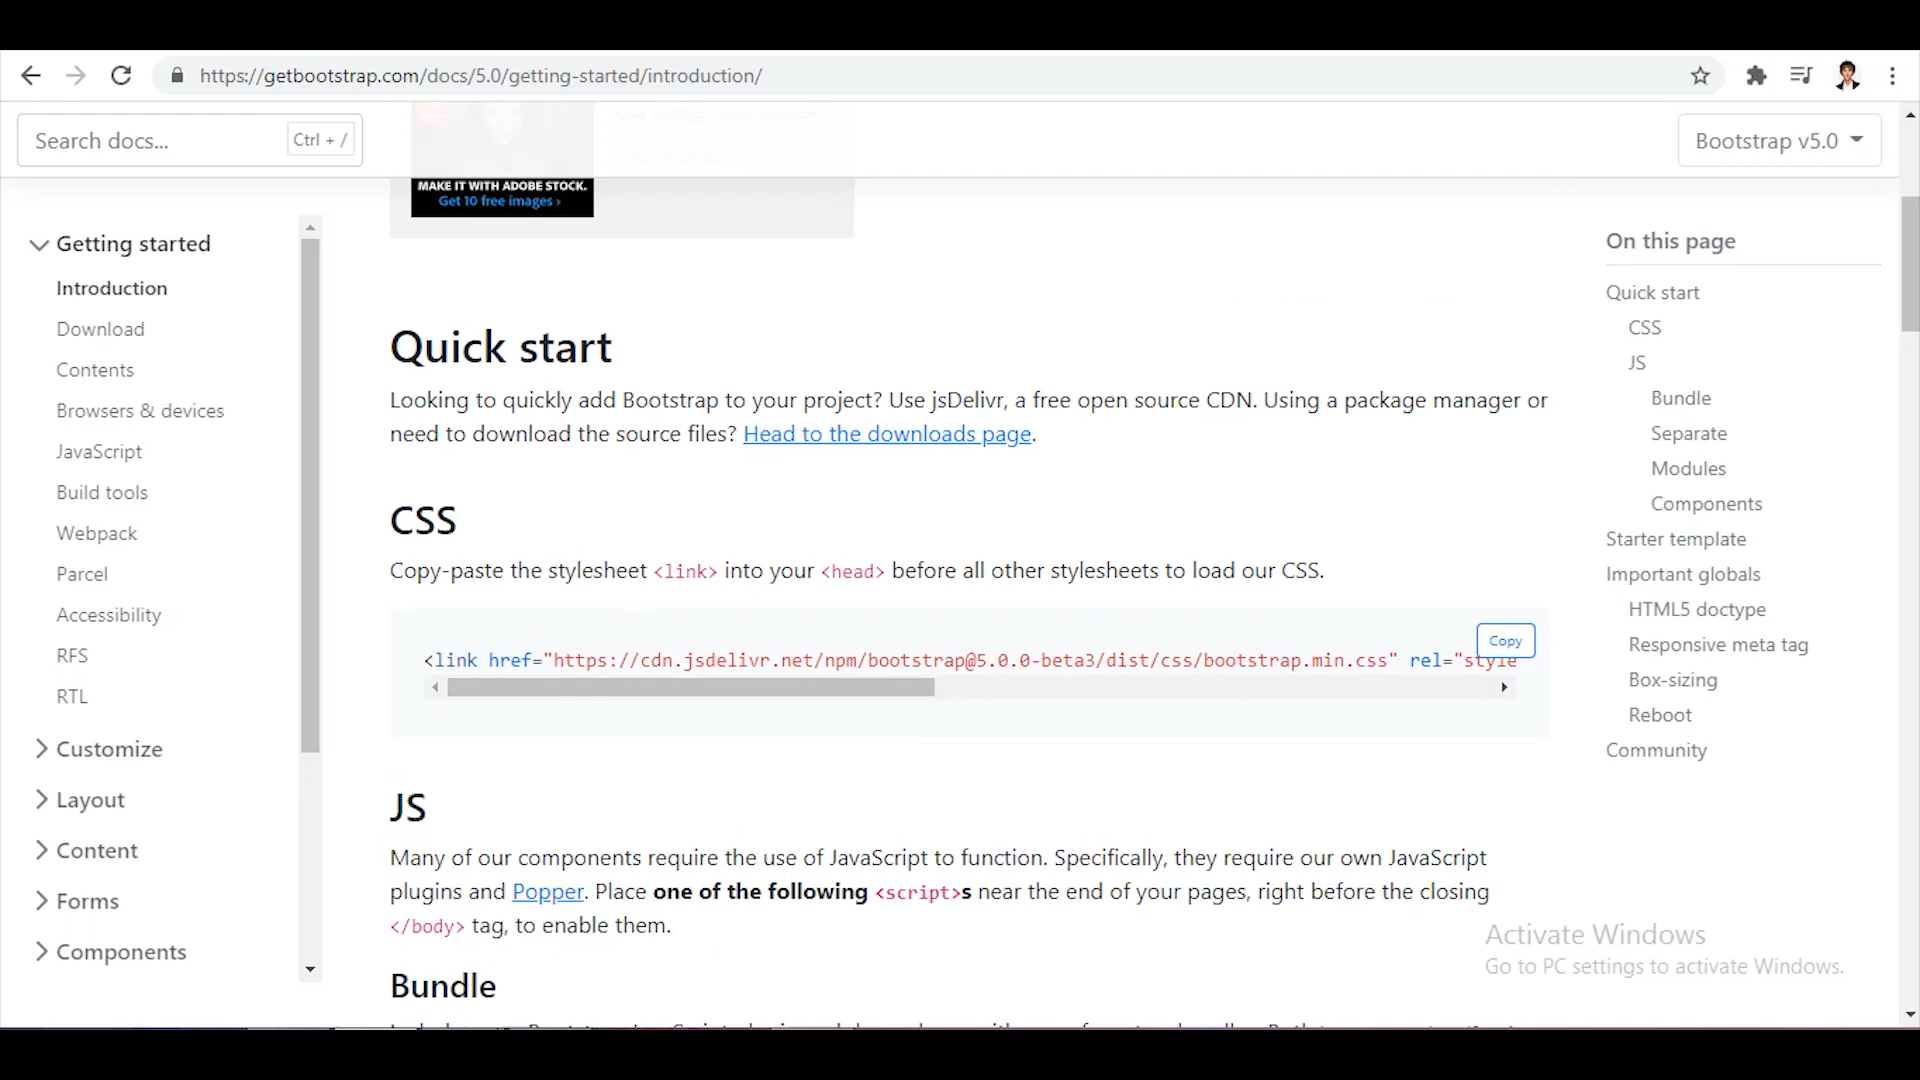 https://getbootstrap.com/docs/5.0/getting-started/introduction/
Search docs...
Ctrl + /
Bootstrap v5.0
MAKE IT WITH ADOBE STOCK.
Get 10 free images ›
Getting started
Introduction
Download
Contents
Browsers & devices
JavaScript
Build tools
Webpack
Parcel
Accessibility
RFS
RTL
Customize
Layout
Content
Forms
Components
Quick start
Looking to quickly add Bootstrap to your project? Use jsDelivr, a free open source CDN. Using a package manager or
need to download the source files? Head to the downloads page.
CSS
Copy-paste the stylesheet <link> into your <head> before all other stylesheets to load our CSS.
Copy
<link href="https://cdn.jsdelivr.net/npm/bootstrap@5.0.0-beta3/dist/css/bootstrap.min.css" rel="style
JS
Many of our components require the use of JavaScript to function. Specifically, they require our own JavaScript
plugins and Popper. Place one of the following <script>s near the end of your pages, right before the closing
</body> tag, to enable them.
Bundle
On this page
Quick start
CSS
JS
Bundle
Separate
Modules
Components
Starter template
Important globals
HTML5 doctype
Responsive meta tag
Box-sizing
Reboot
Community
Activate Windows
Go to PC settings to activate Windows.